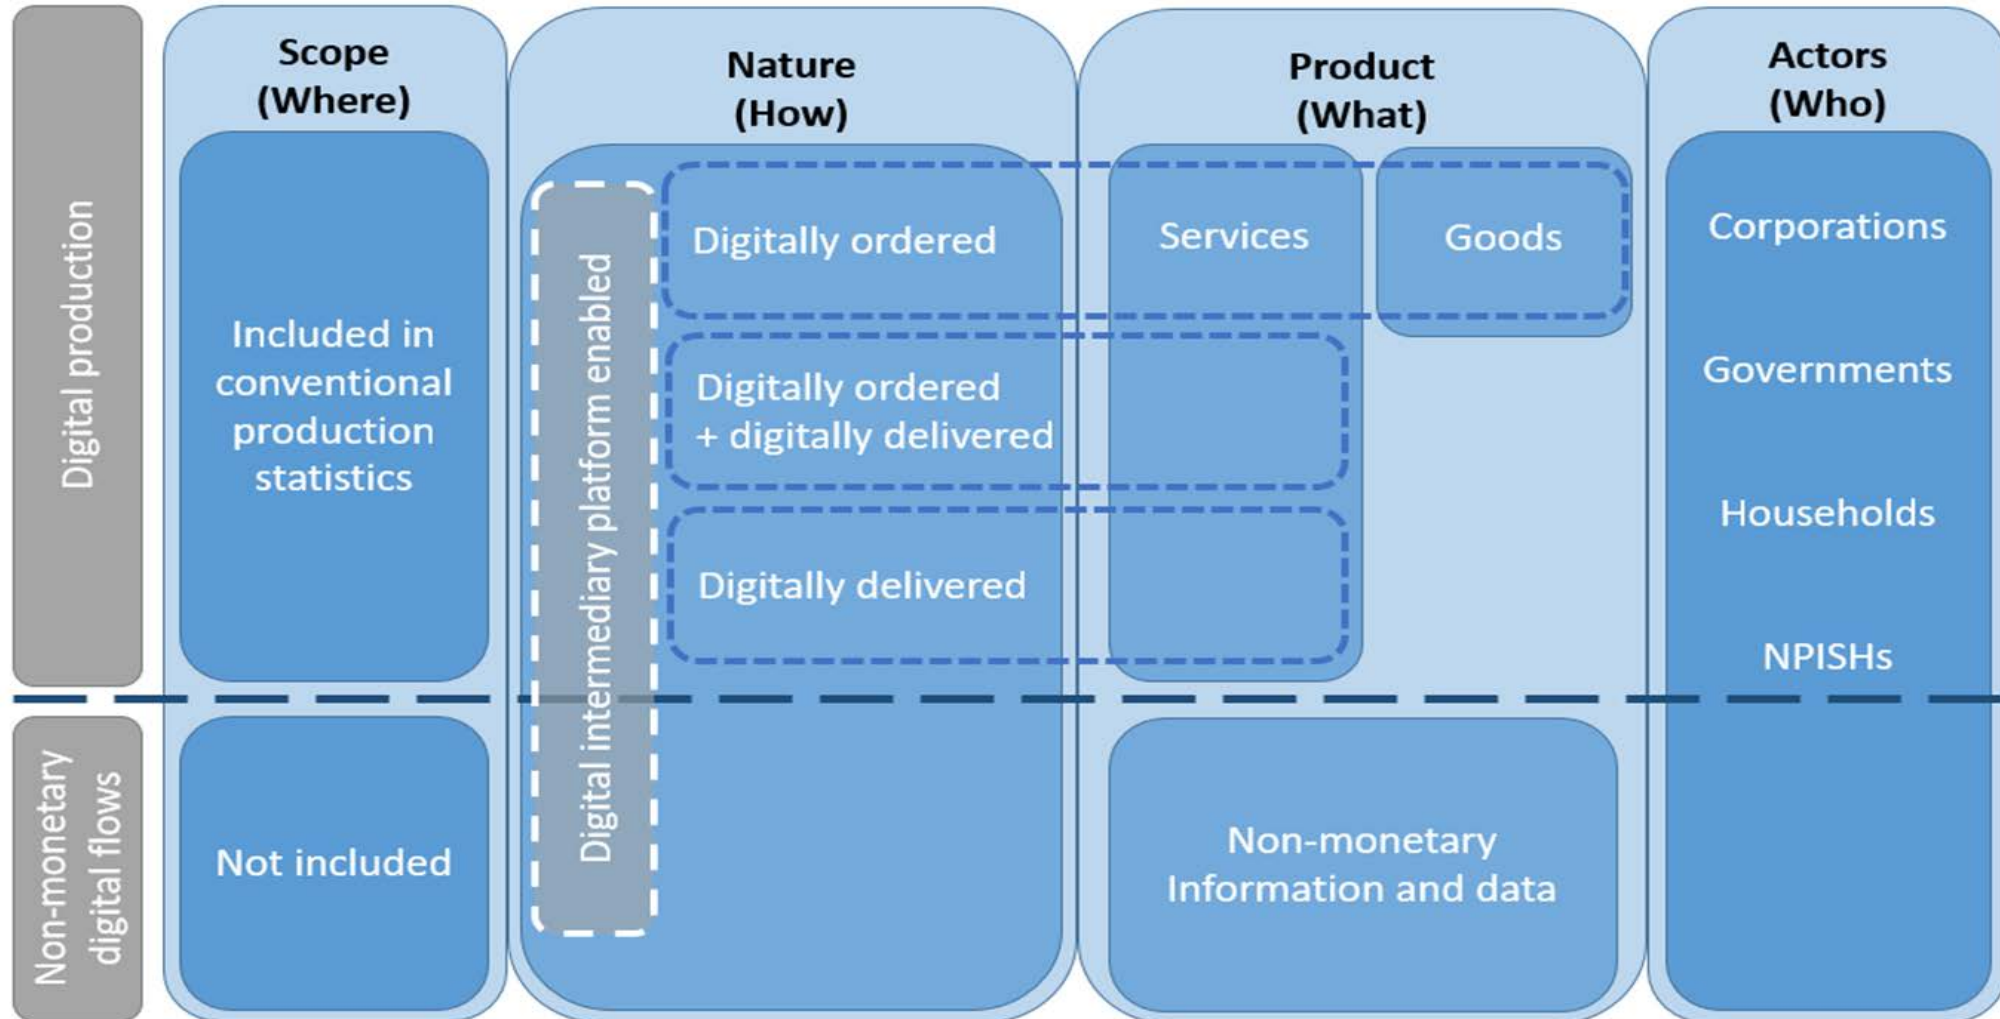 Digital production
Non-monetary
digital flows
Scope
(Where)
Included in
conventional
production
statistics
Not included
Nature
(How)
Digital intermediary platform enabled
Digitally ordered
Digitally ordered
+ digitally delivered
Digitally delivered
Product
(What)
Services
Goods
Non-monetary
Information and data
Actors
(Who)
Corporations
Governments
Households
NPISHs